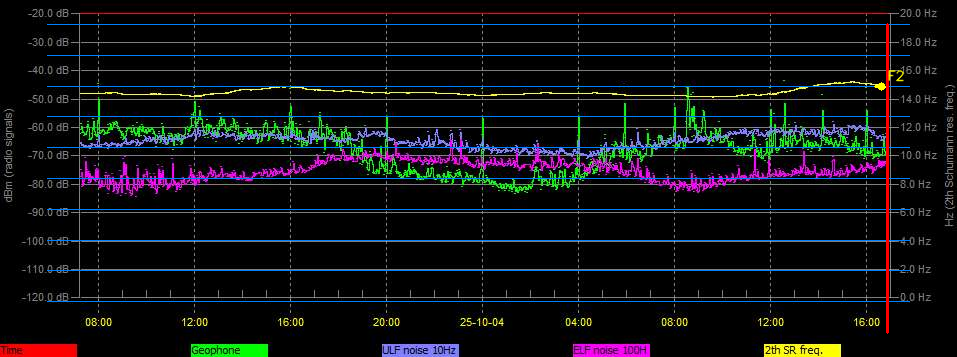 -20.0 dB 20.0 Hz
-30.0 dB 18.0 Hz
-40.0 dB 16.0 Hz
F2
-50.0 dB 14.0 Hz
-60.0 dB 12.0 Hz
-70.0 dB 10.0 Hz
-80.0 dB 8.0 Hz
-90.0 dB 6.0 Hz
-100.0 dB 4.0 Hz
-110.0 dB 2.0 Hz
-120.0 dB 0.0 Hz
dBm (radio signals)
Hz (2th Schumann res. freq.)
08:00 12:00 16:00 20:00 25-10-04 04:00 08:00 12:00 16:00
Time Geophone ULF noise 10Hz ELF noise 100H 2th SR freq.